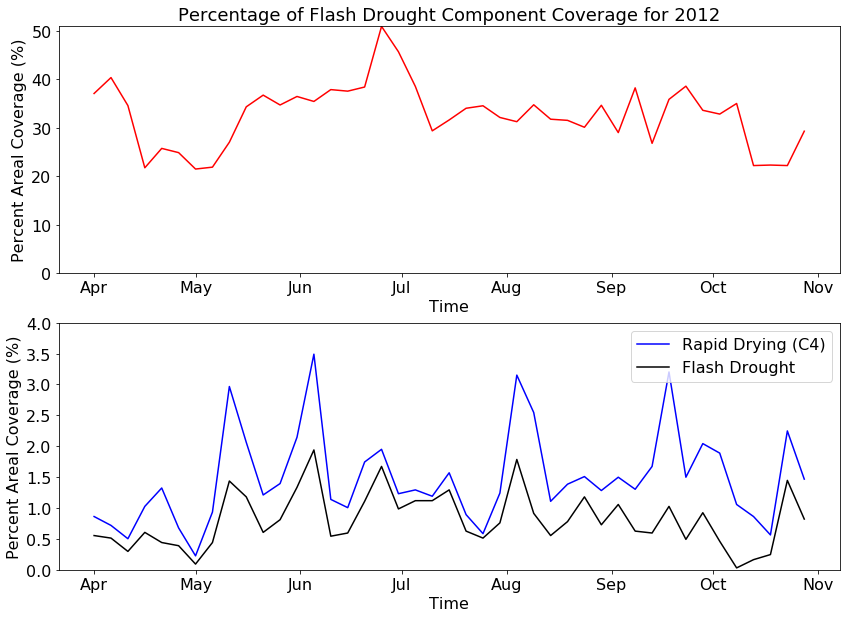 Percentage of Flash Drought Component Coverage for 2012
Percent Areal Coverage (%)
50
40
30
20
10
0
Apr May Jun Jul Aug Sep Oct Nov
Time
Percent Areal Coverage (%)
4.0
3.5
3.0
2.5
2.0
1.5
1.0
0.5
0.0
Rapid Drying (C4)
Flash Drought
Apr May Jun Jul Aug Sep Oct Nov
Time